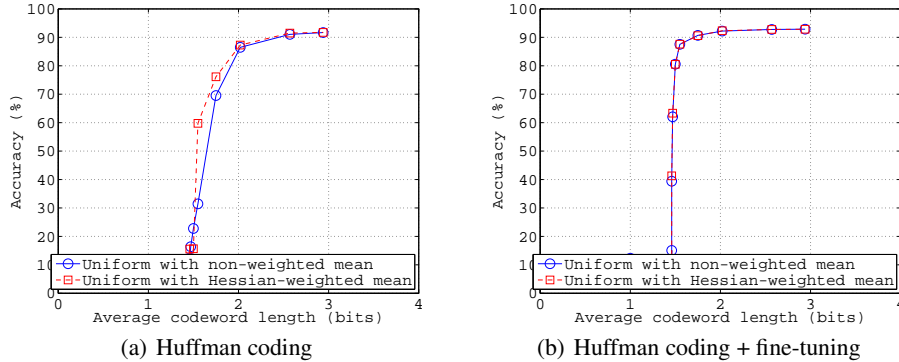 100
90
80
70
60
50
40
30
20
10
0
0 1 2 3 4
Accuracy (%)
Average codeword length (bits)
Uniform with non-weighted mean
Uniform with Hessian-weighted mean
(a) Huffman coding
100
90
80
70
60
50
40
30
20
10
0
0 1 2 3 4
Accuracy (%)
Average codeword length (bits)
Uniform with non-weighted mean
Uniform with Hessian-weighted mean
(b) Huffman coding + fine-tuning